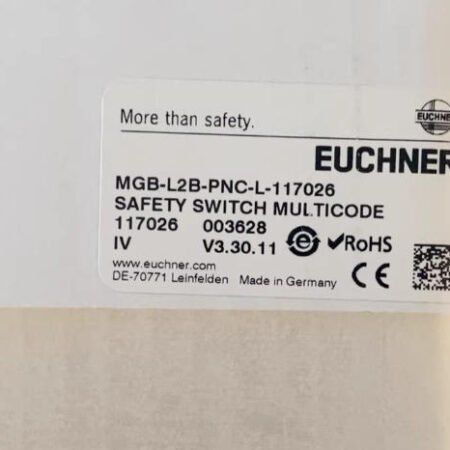 More than safety.
EUCHNER
EUCHNER
MGB-L2B-PNC-L-117026
SAFETY SWITCH MULTICODE
117026 003628
IV V3.30.11 e ✓RoHS
www.euchner.com
DE-70771 Leinfelden Made in Germany CE